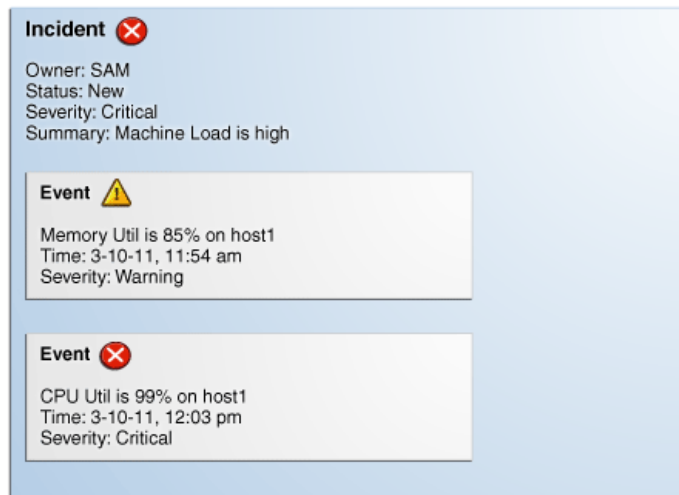 Incident
Owner: SAM
Status: New
Severity: Critical
Summary: Machine Load is high
Event
Memory Util is 85% on host1
Time: 3-10-11, 11:54 am
Severity: Warning
Event
CPU Util is 99% on host1
Time: 3-10-11, 12:03 pm
Severity: Critical